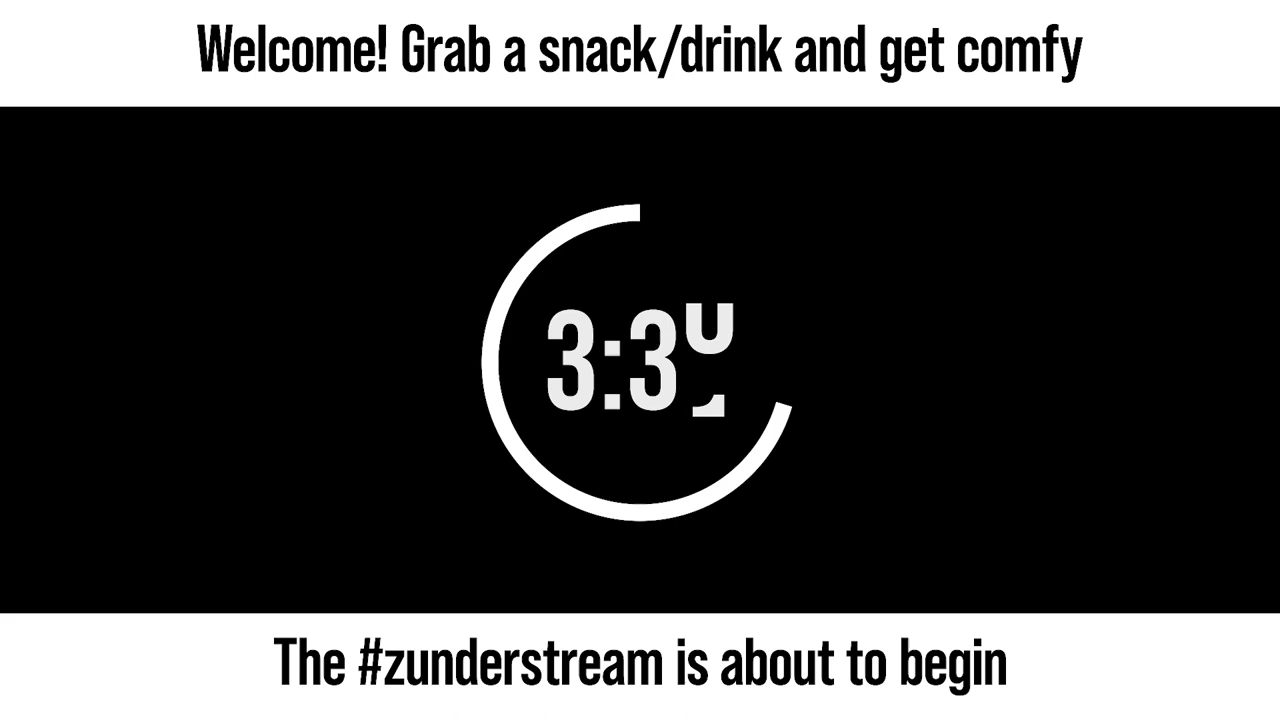 Welcome! Grab a snack/drink and get comfy
3:3
The #zunderstream is about to begin